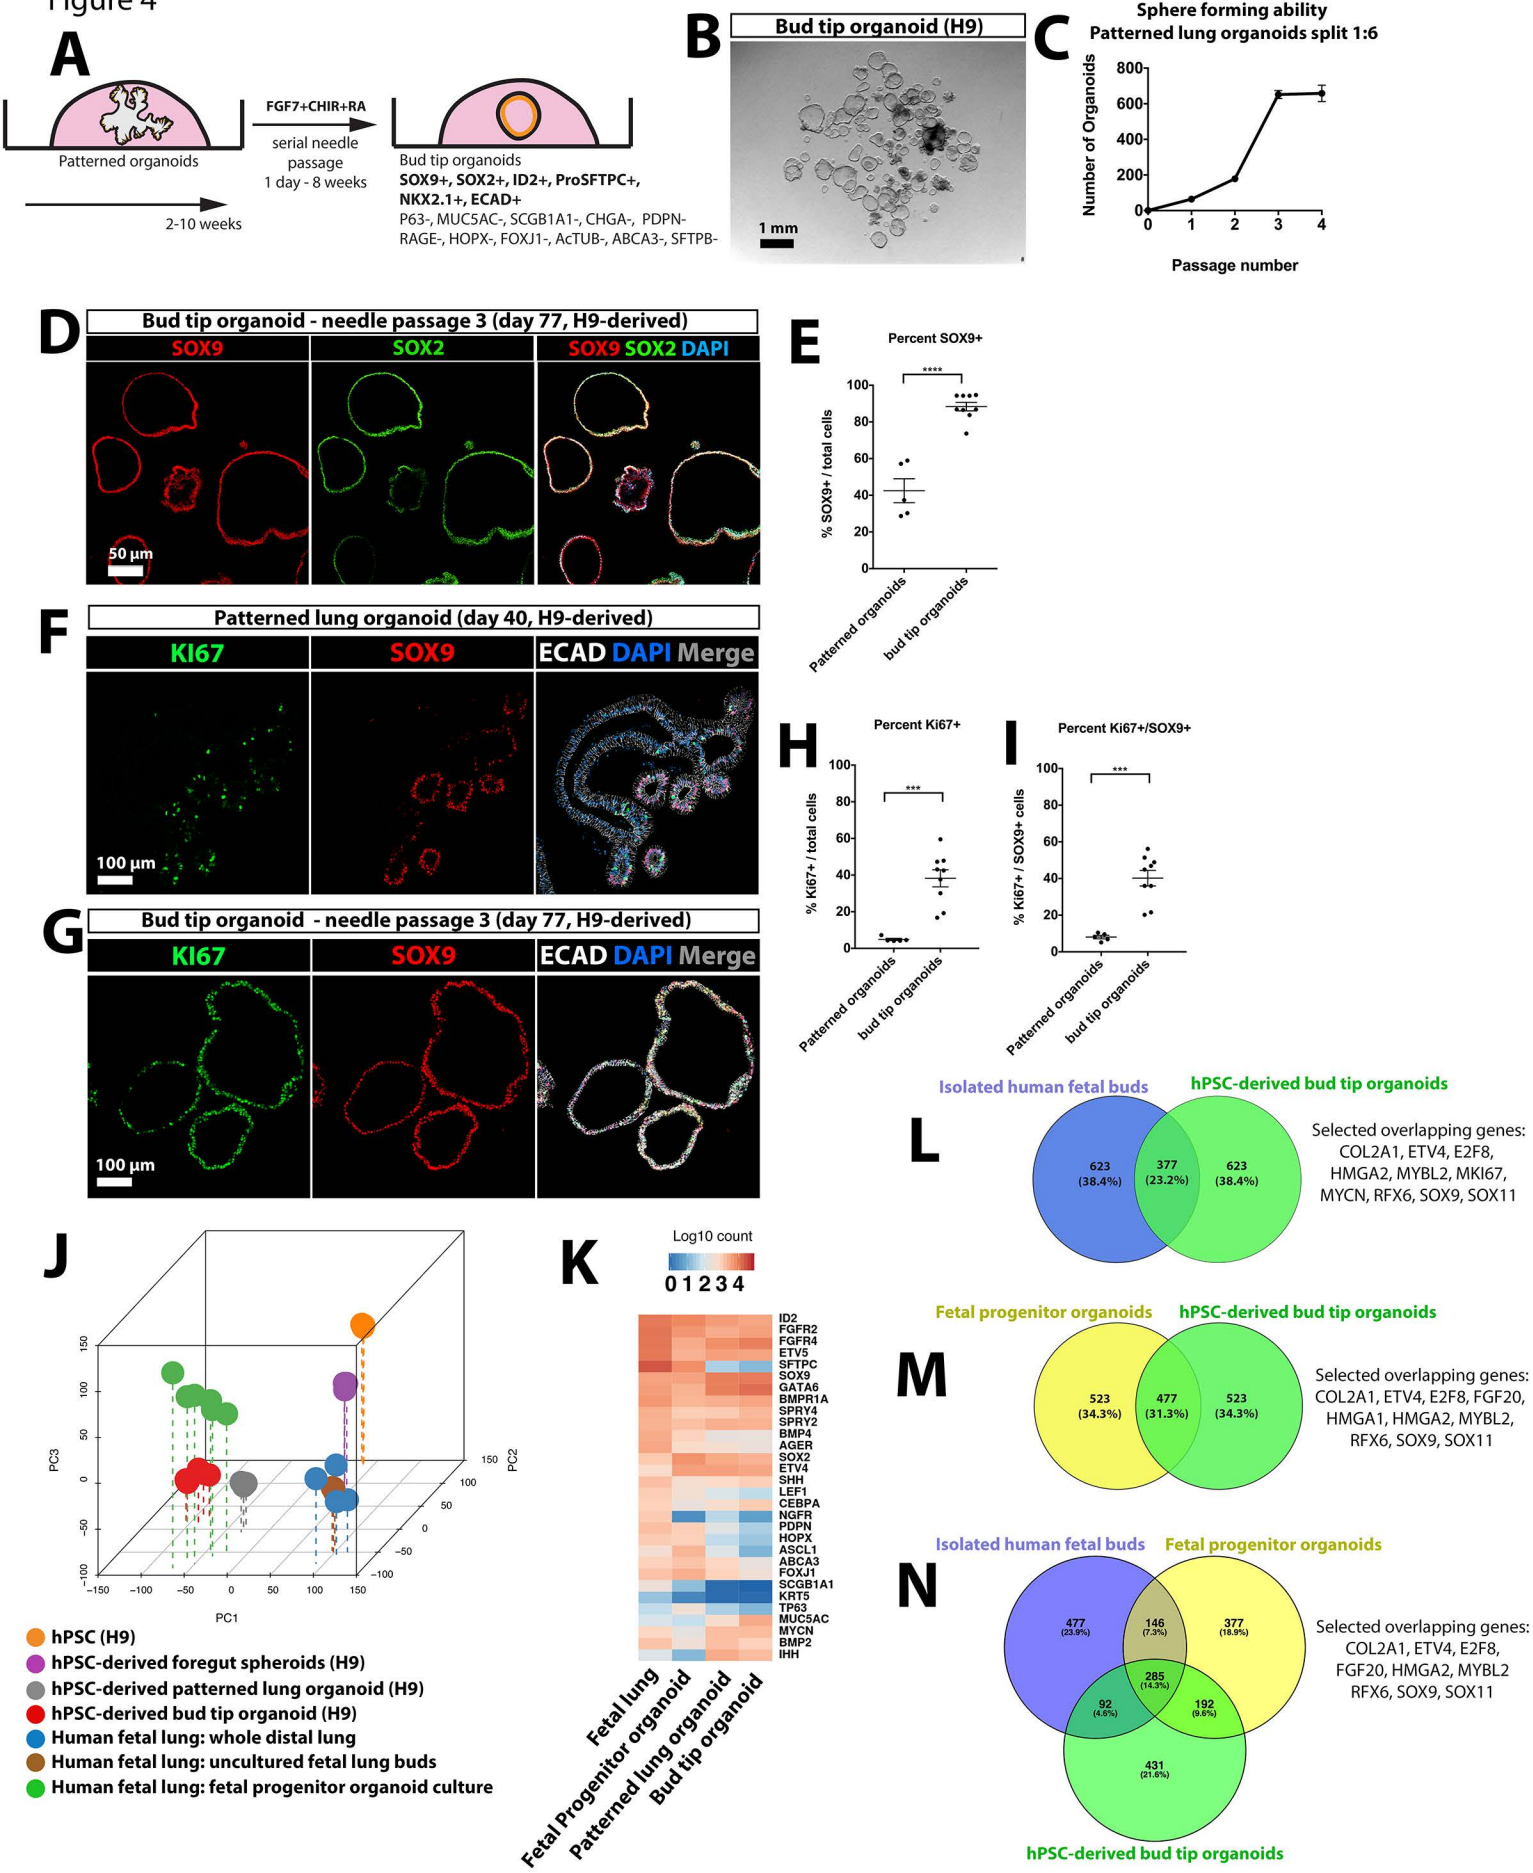 Figure 4
A
Patterned organoids
2-10 weeks
FGF7+CHIR+RA
serial needle
passage
1 day - 8 weeks
Bud tip organoids
SOX9+, SOX2+, ID2+, ProSFTPC+,
NKX2.1+, ECAD+
P63-, MUC5AC-, SCGB1A1-, CHGA-, PDPN-
RAGE-, HOPX-, FOXJ1-, AcTUB-, ABCA3-, SFTPB-
B
Bud tip organoid (H9)
1 mm
C
Sphere forming ability
Patterned lung organoids split 1:6
Number of Organoids
800
600
400
200
0
0 1 2 3 4
Passage number
D
Bud tip organoid - needle passage 3 (day 77, H9-derived)
SOX9
SOX2
SOX9 SOX2 DAPI
50 µm
E
Percent SOX9+
****
% SOX9+ / total cells
100
80
60
40
20
0
Patterned organoids
bud tip organoids
F
Patterned lung organoid (day 40, H9-derived)
KI67
SOX9
ECAD DAPI Merge
100 µm
G
Bud tip organoid - needle passage 3 (day 77, H9-derived)
KI67
SOX9
ECAD DAPI Merge
100 µm
H
Percent Ki67+
***
% Ki67+ / total cells
100
80
60
40
20
0
Patterned organoids
bud tip organoids
I
Percent Ki67+/SOX9+
***
% Ki67+ / SOX9+ cells
100
80
60
40
20
0
Patterned organoids
bud tip organoids
J
PC3
150
100
50
0
-50
-100
-150 -100 -50 0 50 100 150
PC1
-100
-50
0
50
100
150
PC2
hPSC (H9)
hPSC-derived foregut spheroids (H9)
hPSC-derived patterned lung organoid (H9)
hPSC-derived bud tip organoid (H9)
Human fetal lung: whole distal lung
Human fetal lung: uncultured fetal lung buds
Human fetal lung: fetal progenitor organoid culture
K
Log10 count
0 1 2 3 4
ID2
FGFR2
FGFR4
ETV5
SFTPC
SOX9
GATA6
BMPR1A
SPRY4
SPRY2
BMP4
AGER
SOX2
ETV4
SHH
LEF1
CEBPA
NGFR
PDPN
HOPX
ASCL1
ABCA3
FOXJ1
SCGB1A1
KRT5
TP63
MUC5AC
MYCN
BMP2
IHH
Fetal lung
Fetal Progenitor organoid
Patterned lung organoid
Bud tip organoid
L
Isolated human fetal buds
hPSC-derived bud tip organoids
623
(38.4%)
377
(23.2%)
623
(38.4%)
Selected overlapping genes:
COL2A1, ETV4, E2F8,
HMGA2, MYBL2, MKI67,
MYCN, RFX6, SOX9, SOX11
M
Fetal progenitor organoids
hPSC-derived bud tip organoids
523
(34.3%)
477
(31.3%)
523
(34.3%)
Selected overlapping genes:
COL2A1, ETV4, E2F8, FGF20,
HMGA1, HMGA2, MYBL2,
RFX6, SOX9, SOX11
N
Isolated human fetal buds
Fetal progenitor organoids
477
(23.9%)
146
(7.3%)
377
(18.9%)
285
(14.3%)
92
(4.6%)
192
(9.6%)
431
(21.6%)
hPSC-derived bud tip organoids
Selected overlapping genes:
COL2A1, ETV4, E2F8,
FGF20, HMGA2, MYBL2
RFX6, SOX9, SOX11